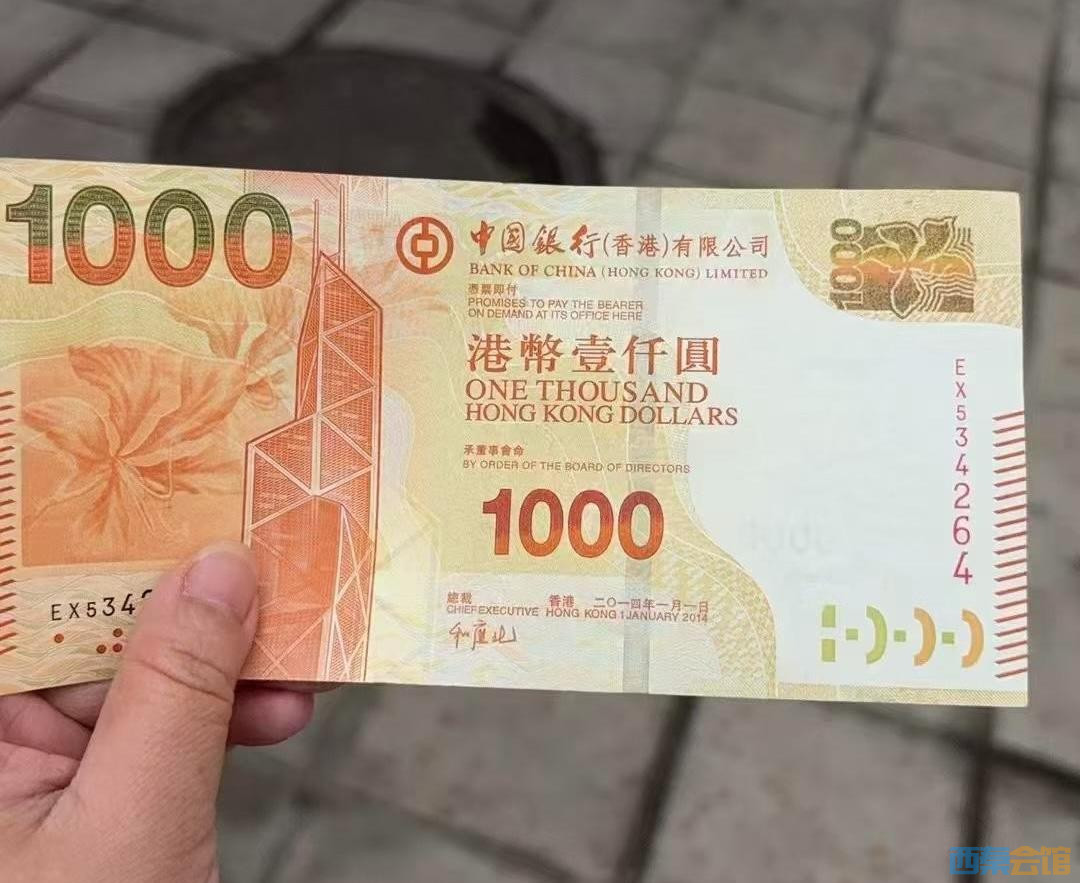 1000
中国銀行(香港)有限公司
BANK OF CHINA (HONG KONG) LIMITED
憑票即付
PROMISES TO PAY THE BEARER
ON DEMAND AT ITS OFFICE HERE
港幣壹仟圓
ONE THOUSAND
HONG KONG DOLLARS
承董事會命
BY ORDER OF THE BOARD OF DIRECTORS
1000
總裁
CHIEF EXECUTIVE
香港 二〇一四年一月一日
HONG KONG 1 JANUARY 2014
1000
EX534264
EX534
会馆